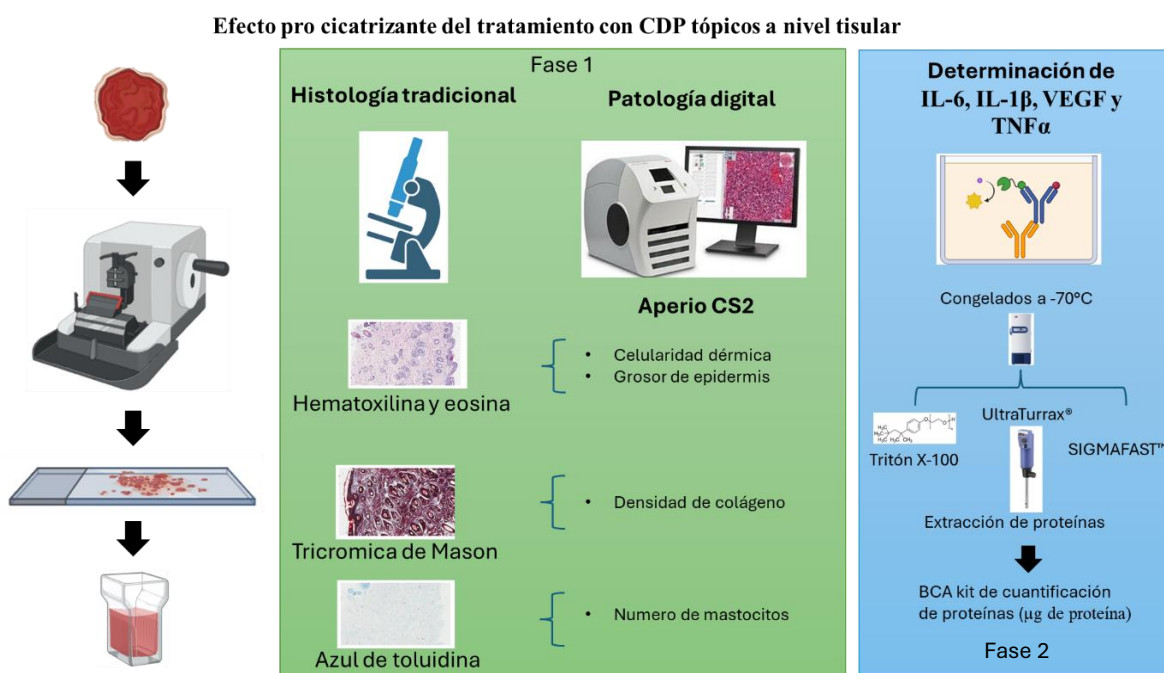 Efecto pro cicatrizante del tratamiento con CDP tópicos a nivel tisular
Fase 1
Histología tradicional
Patología digital
Aperio CS2
Hematoxilina y eosina
• Celularidad dérmica
• Grosor de epidermis
Tricromica de Mason
• Densidad de colágeno
Azul de toluidina
• Numero de mastocitos
Determinación de
IL-6, IL-1β, VEGF y
TNFα
Congelados a -70°C
Tritón X-100
UltraTurrax®
SIGMAFAST™
Extracción de proteínas
BCA kit de cuantificación
de proteínas (µg de proteína)
Fase 2